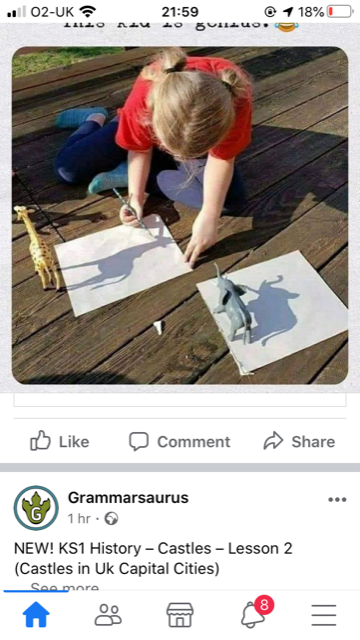 O2-UK 21:59 18%
This kid is genius.
Like Comment Share
Grammarsaurus
1 hr ·
G
NEW! KS1 History – Castles – Lesson 2
(Castles in Uk Capital Cities)
See more
8